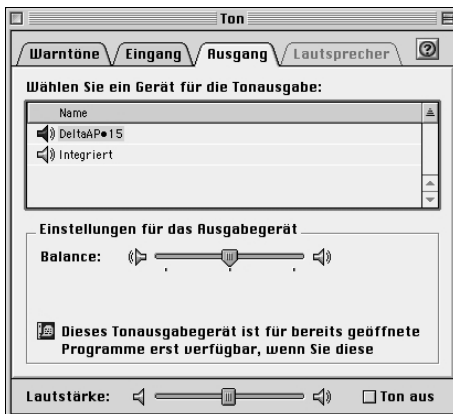 Ton
Warntöne Eingang Ausgang Lautsprecher ?
Wählen Sie ein Gerät für die Tonausgabe:
Name
DeltaAP●15
Integriert
Einstellungen für das Ausgabegerät
Balance:
Dieses Tonausgabegerät ist für bereits geöffnete
Programme erst verfügbar, wenn Sie diese
Lautstärke: Ton aus